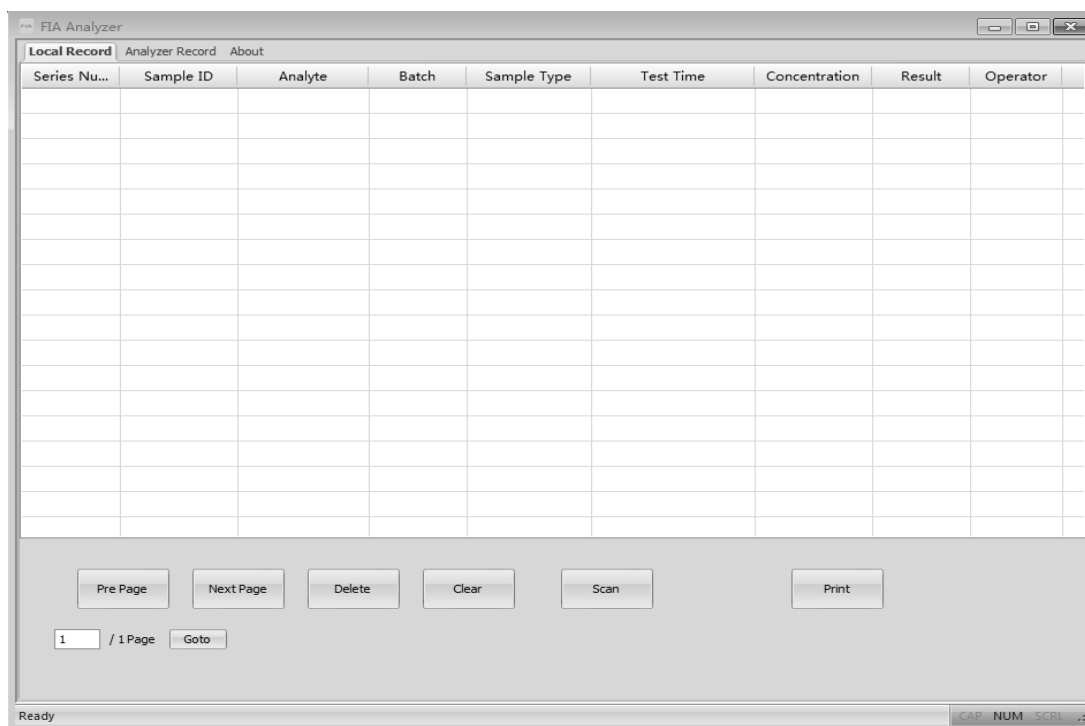 FIA FIA Analyzer
Local Record Analyzer Record About
Series Nu... Sample ID Analyte Batch Sample Type Test Time Concentration Result Operator
Pre Page Next Page Delete Clear Scan Print
1 / 1 Page Goto
Ready CAP NUM SCRL